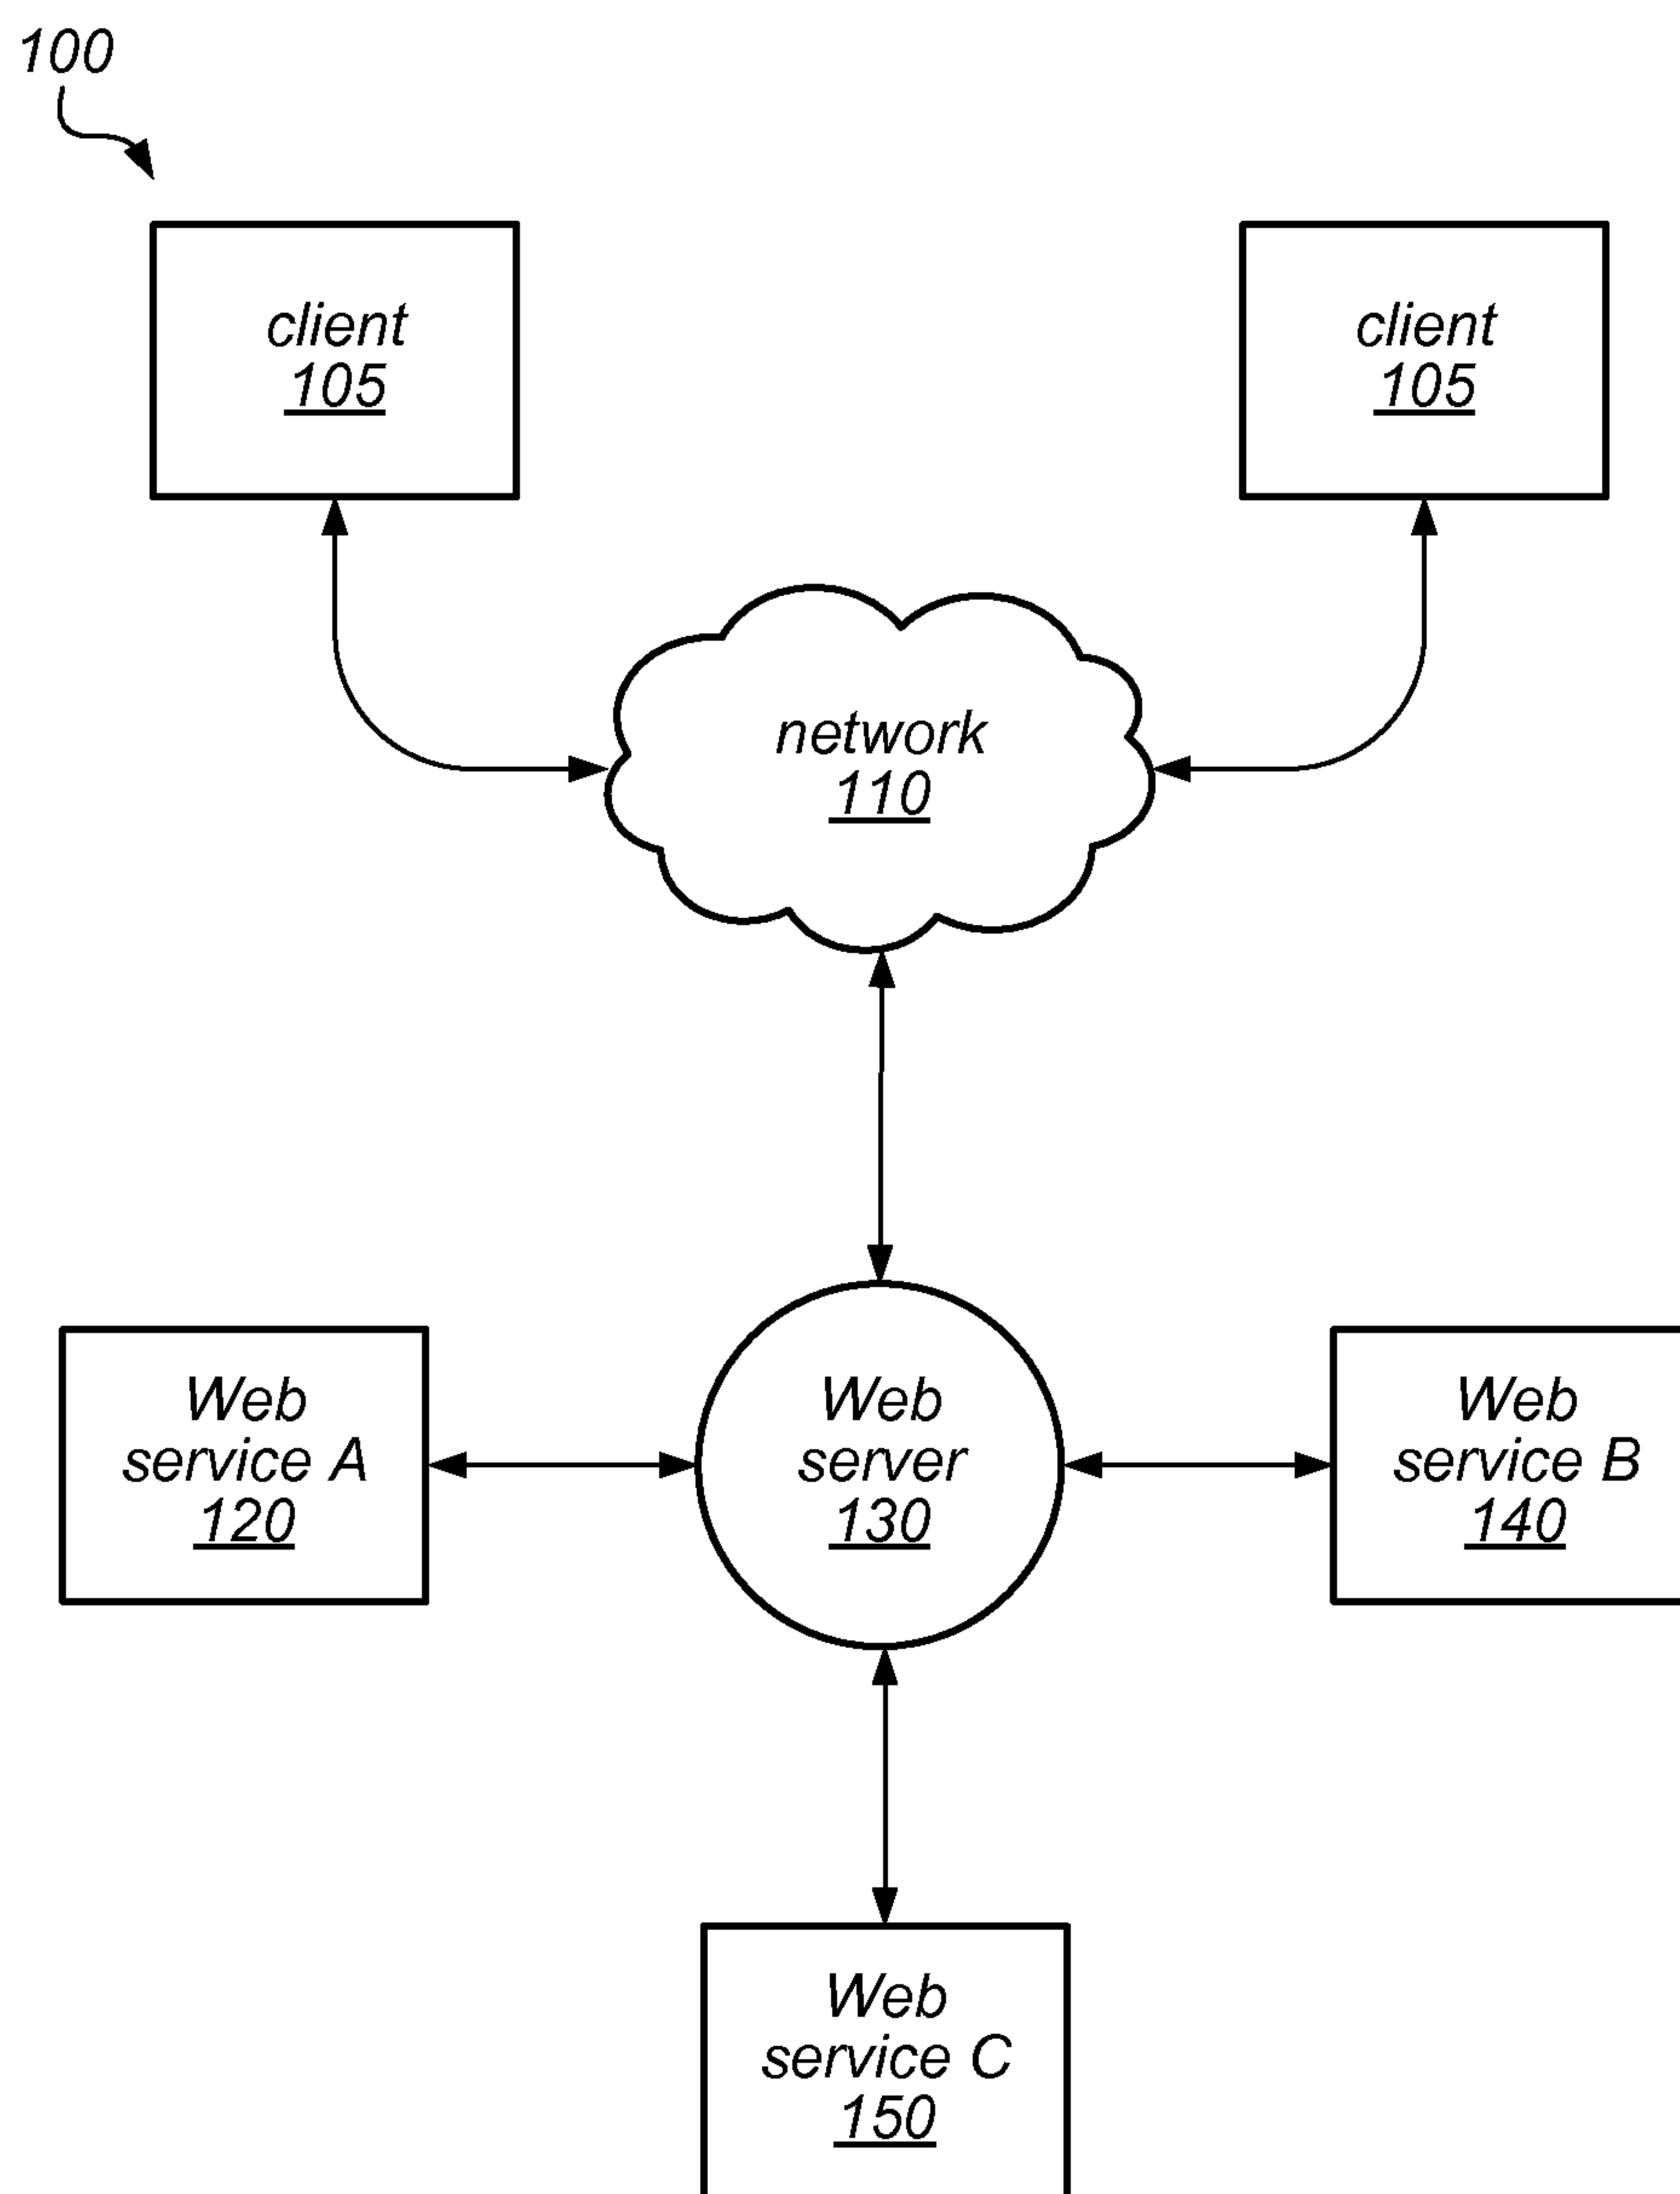 100
client
105
client
105
network
110
Web
service A
120
Web
server
130
Web
service B
140
Web
service C
150